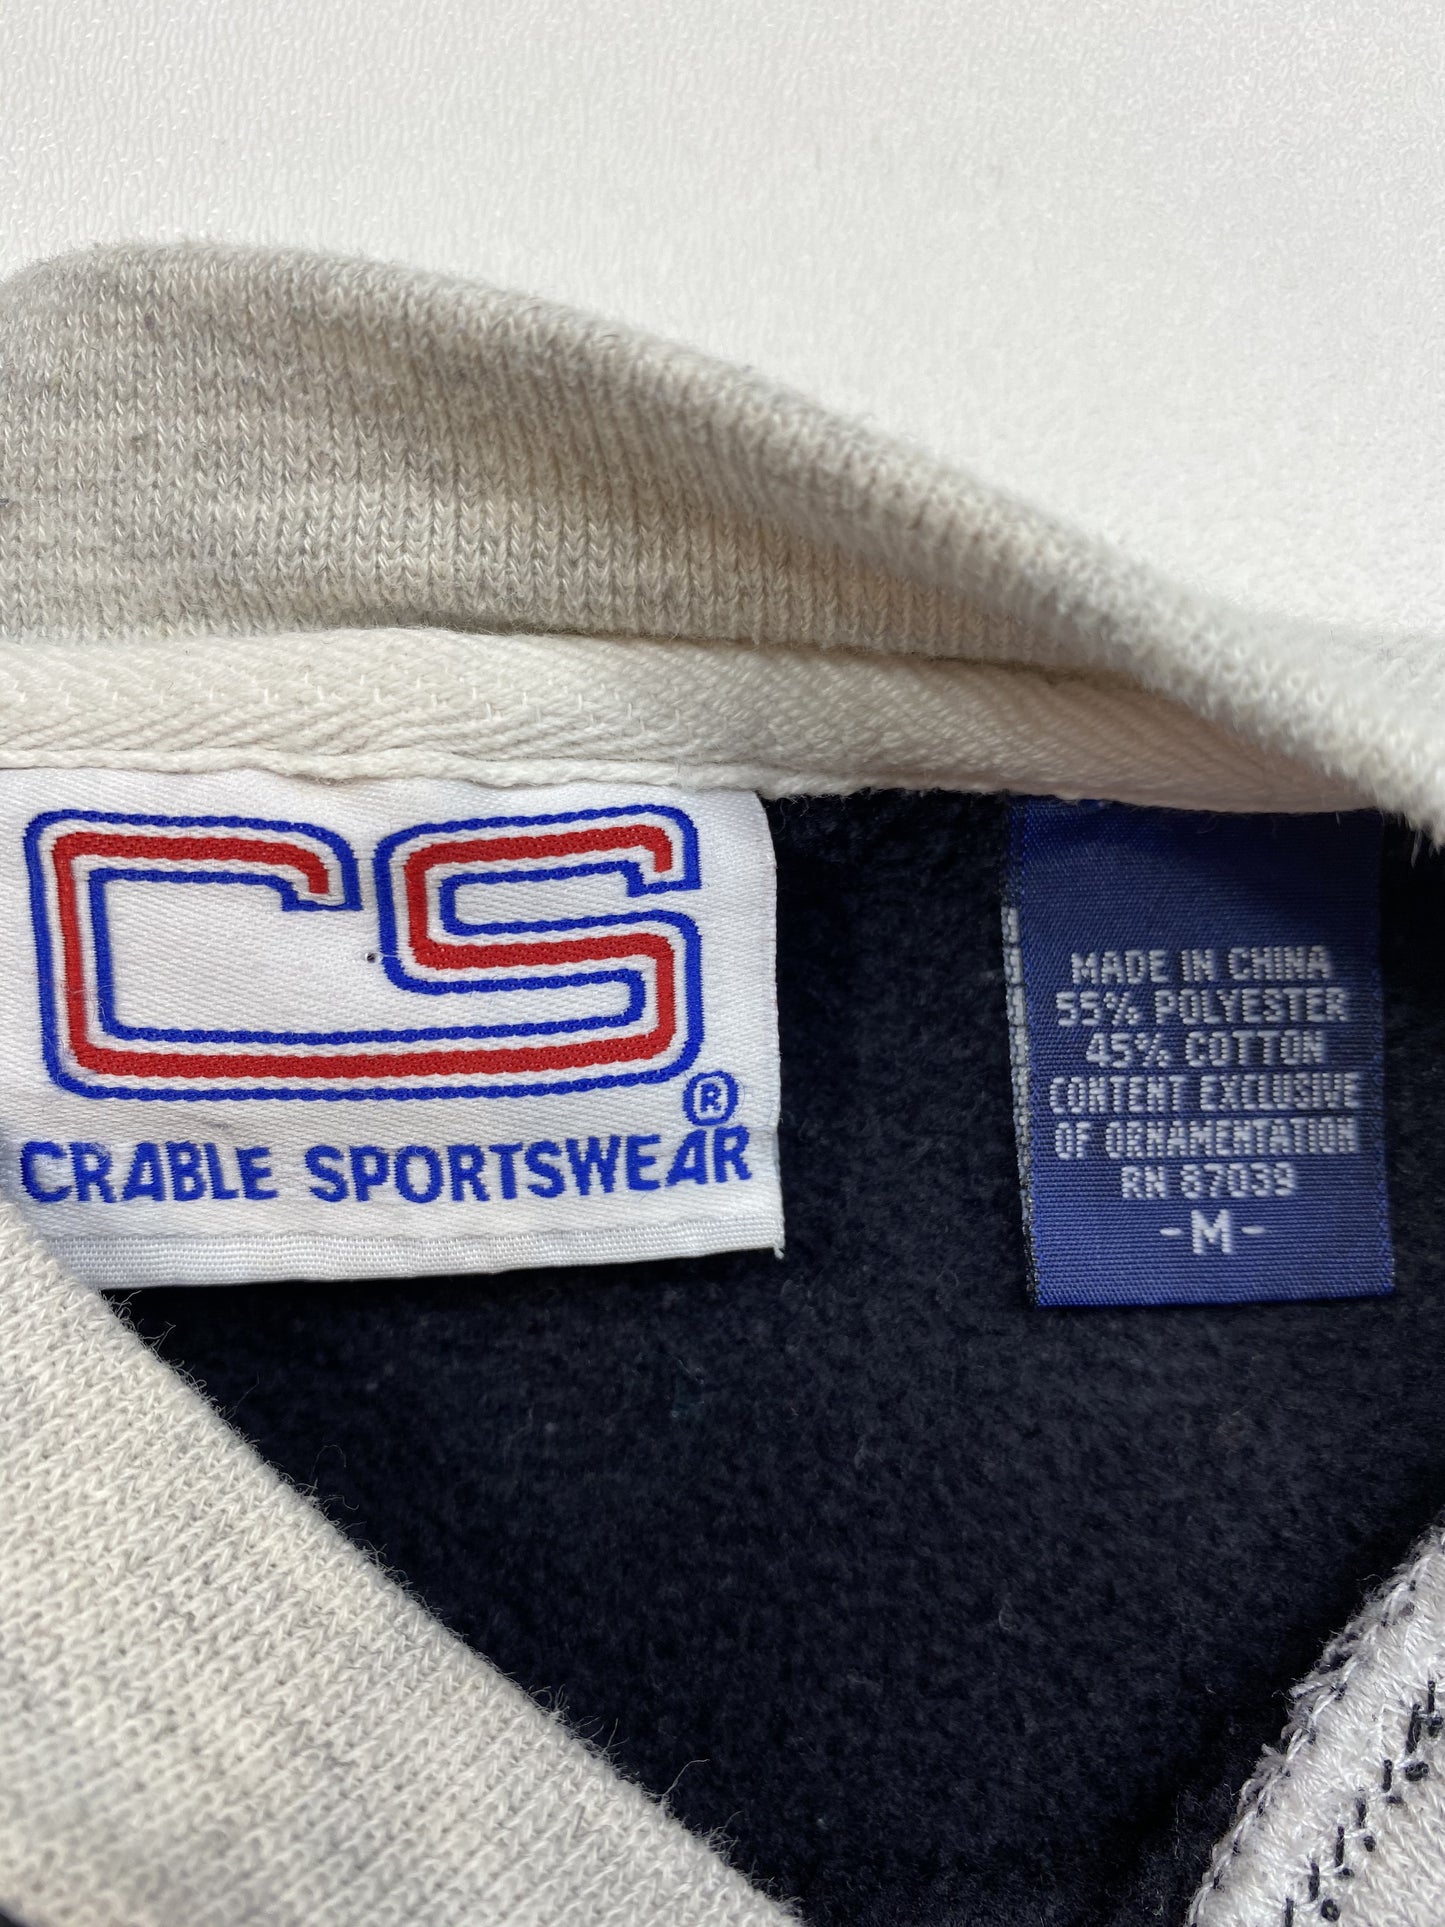 CS
®
CRABLE SPORTSWEAR
MADE IN CHINA
55% POLYESTER
45% COTTON
CONTENT EXCLUSIVE
OF ORNAMENTATION
RN 87039
-M-